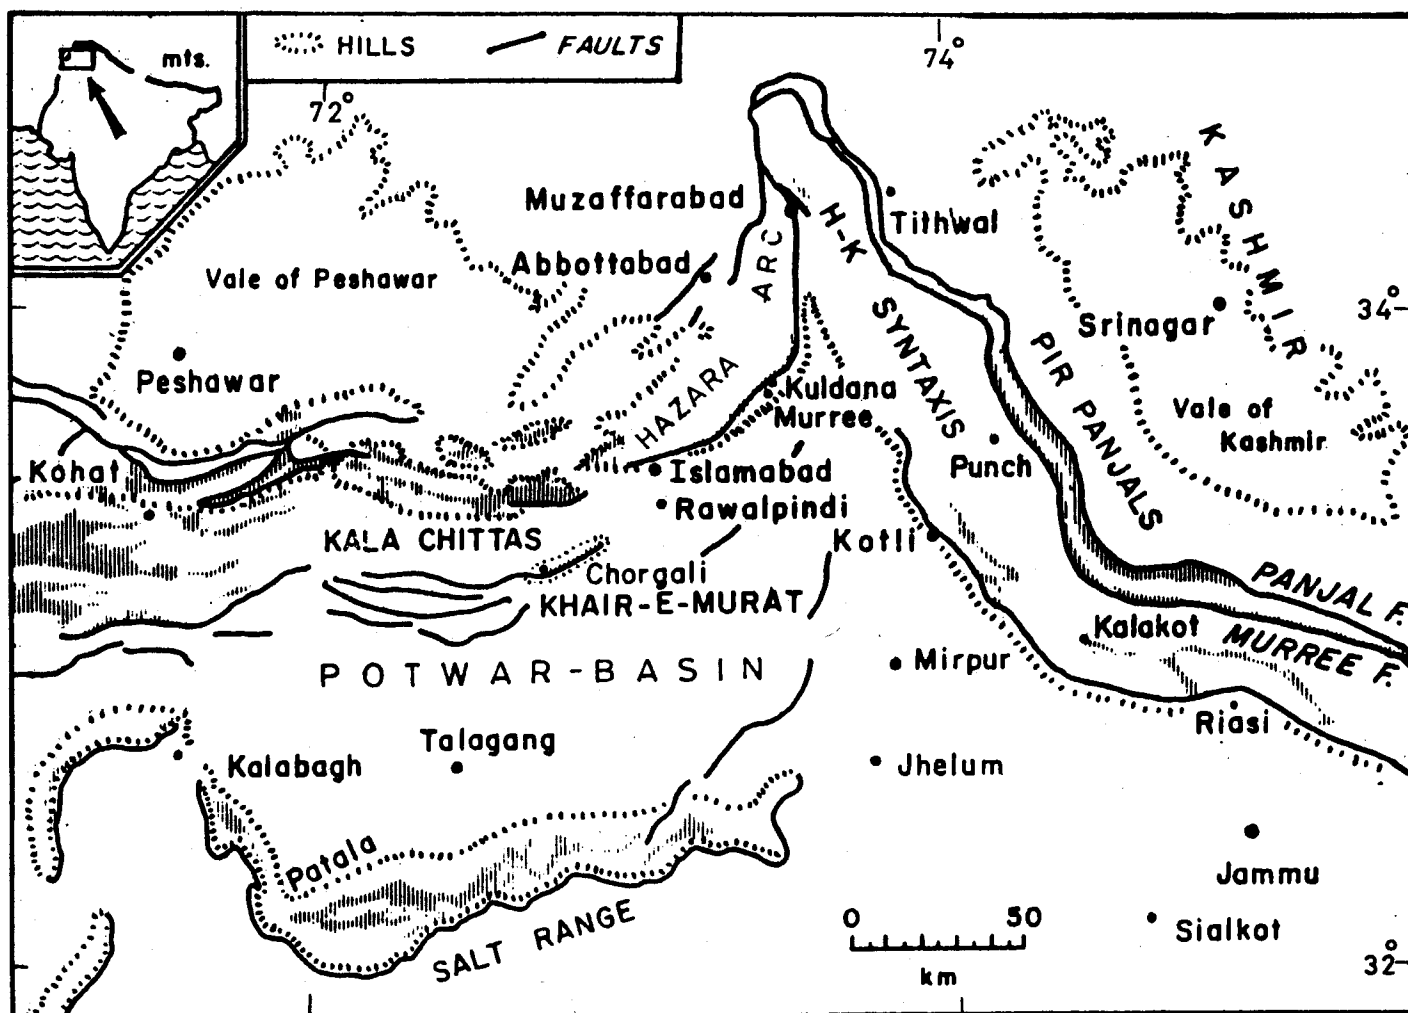 mts.
HILLS
FAULTS
72°
74°
KASHMIR
Muzaffarabad
H-K SYNTAXIS
Tithwal
Vale of Peshawar
Abbottabad
HAZARA ARC
34°
Srinagar
PIR PANJALS
Peshawar
Kuldana
Murree
Vale of
Kashmir
Kohat
Islamabad
Punch
Rawalpindi
KALA CHITTAS
Kotli
Chorgali
KHAIR-E-MURAT
PANJAL F.
Kalakot
MURREE F.
POTWAR-BASIN
Mirpur
Riasi
Talagang
Kalabagh
Jhelum
Patala
Jammu
SALT RANGE
0 50
km
Sialkot
32°